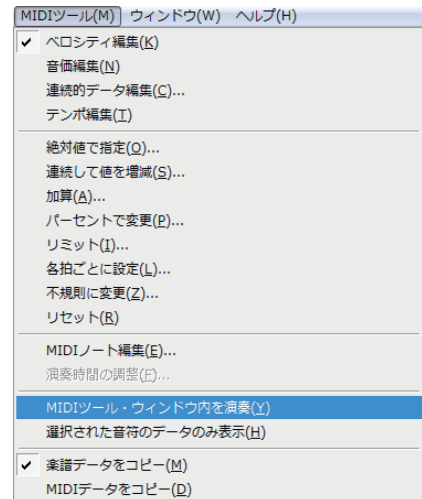 MIDIツール(M) ウィンドウ(W) ヘルプ(H)
✓ ベロシティ編集(K)
音価編集(N)
連続的データ編集(C)...
テンポ編集(T)
絶対値で指定(O)...
連続して値を増減(S)...
加算(A)...
パーセントで変更(P)...
リミット(I)...
各拍ごとに設定(L)...
不規則に変更(Z)...
リセット(R)
MIDIノート編集(E)...
演奏時間の調整(F)...
MIDIツール・ウィンドウ内を演奏(Y)
選択された音符のデータのみ表示(H)
✓ 楽譜データをコピー(M)
MIDIデータをコピー(D)